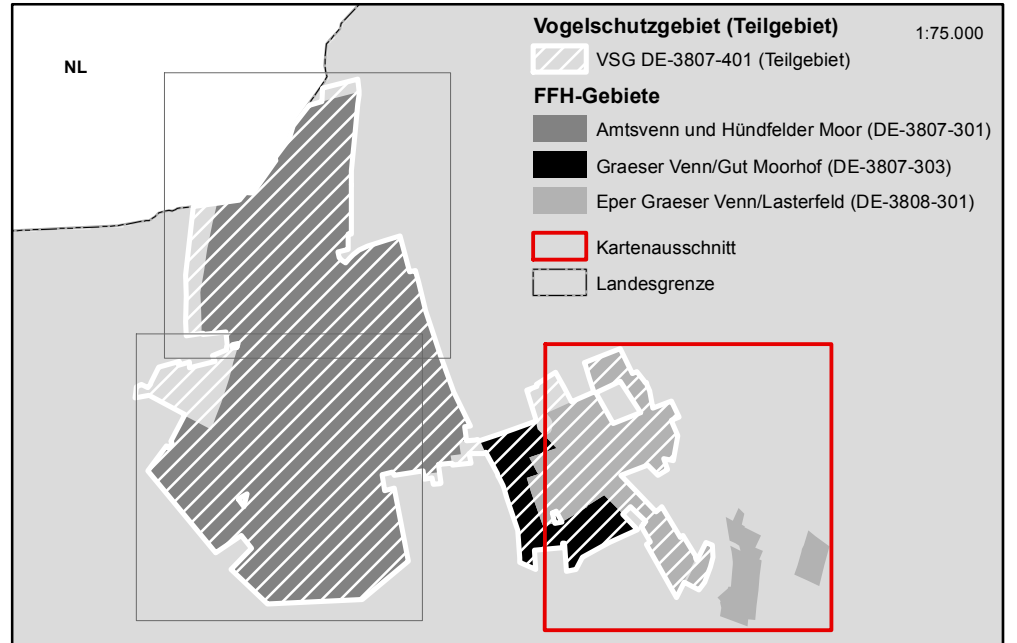 Vogelschutzgebiet (Teilgebiet)
1:75.000
NL
VSG DE-3807-401 (Teilgebiet)
FFH-Gebiete
Amtsvenn und Hündfelder Moor (DE-3807-301)
Graeser Venn/Gut Moorhof (DE-3807-303)
Eper Graeser Venn/Lasterfeld (DE-3808-301)
Kartenausschnitt
Landesgrenze